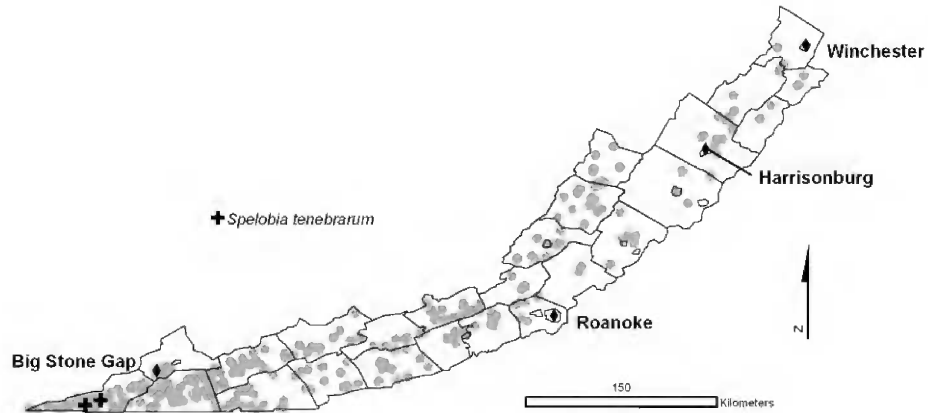 Winchester
Harrisonburg
✚ Spelobia tenebrarum
Roanoke
Z
Big Stone Gap
150
Kilometers